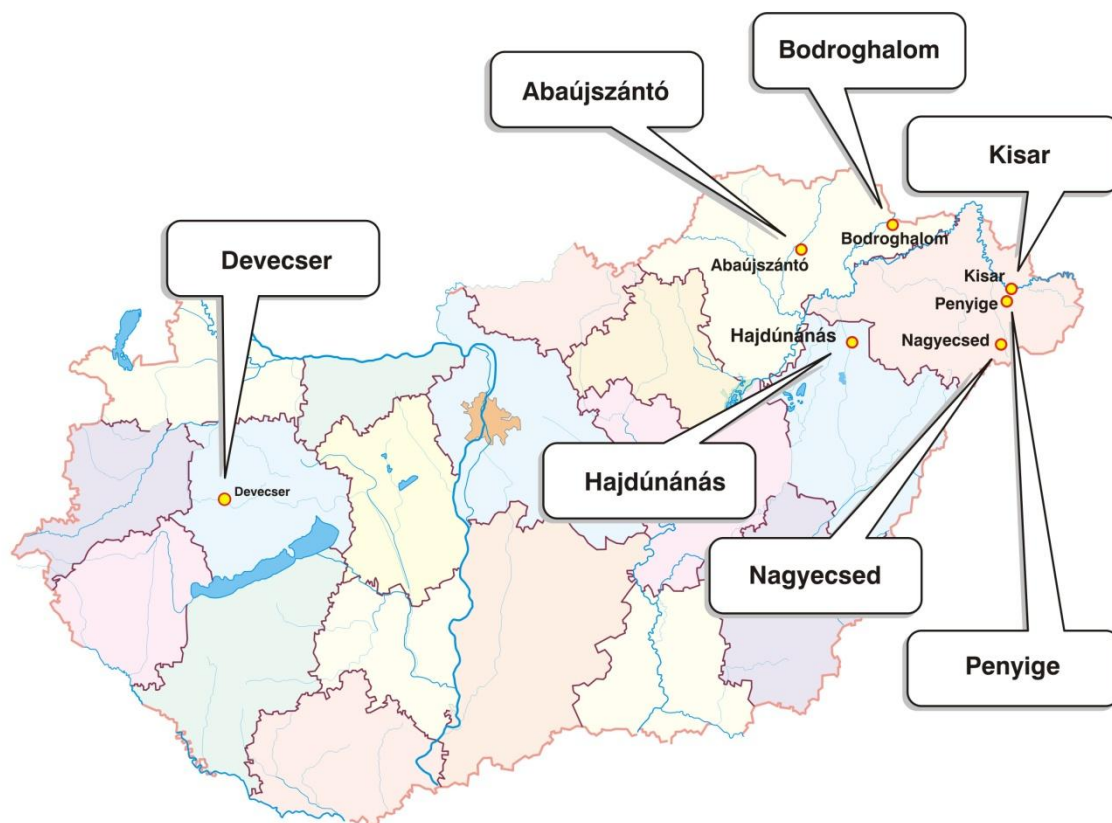 Bodroghalom
Abaújszántó
Kisar
Devecser
Bodroghalom
Abaújszántó
Kisar
Penyige
Hajdúnánás
Nagyecsed
Hajdúnánás
Devecser
Nagyecsed
Penyige